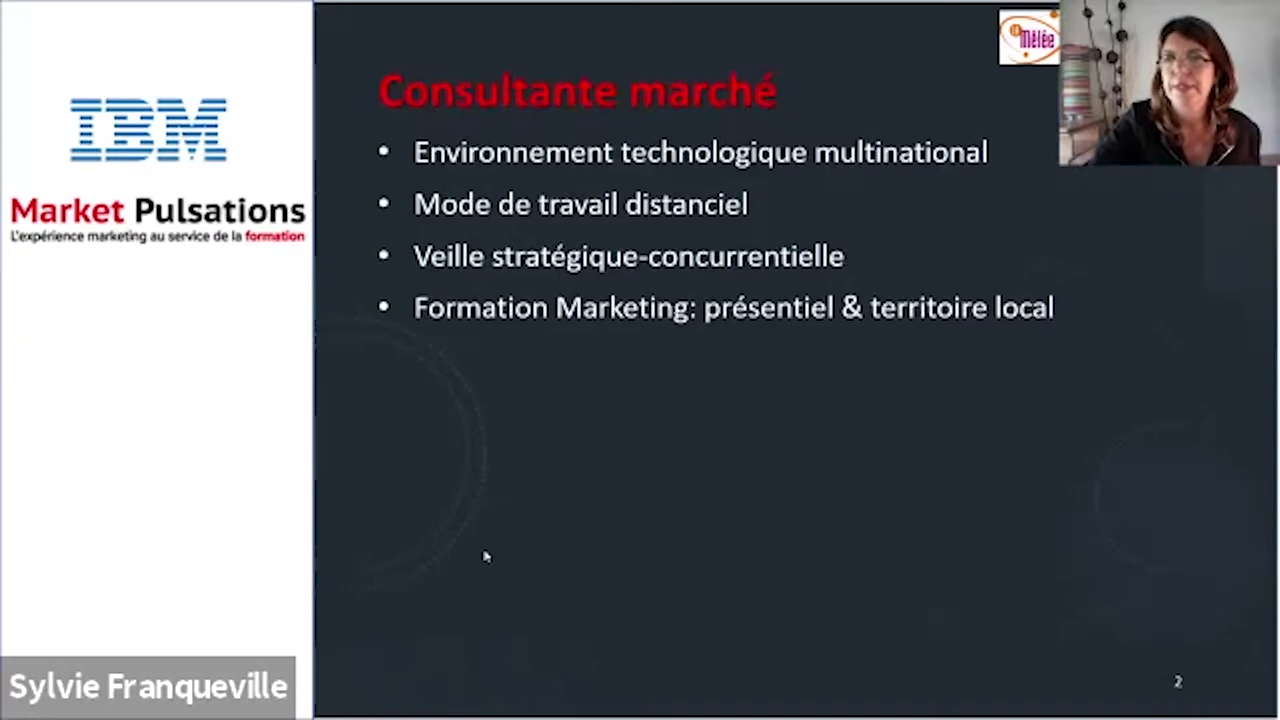 IBM
Market Pulsations
L'expérience marketing au service de la formation
la Mêlée
Consultante marché
• Environnement technologique multinational
• Mode de travail distanciel
• Veille stratégique-concurrentielle
• Formation Marketing: présentiel & territoire local
Sylvie Franqueville
2